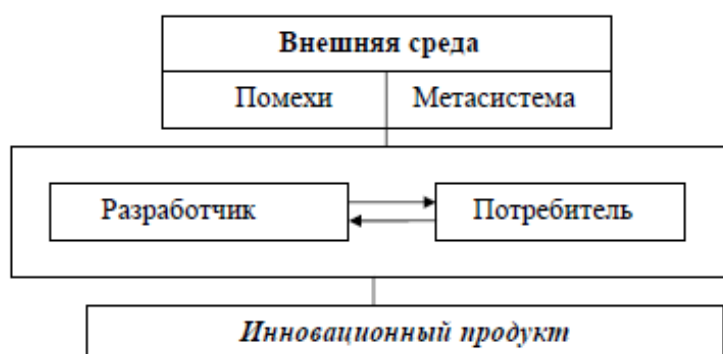 Внешняя среда
Помехи Метасистема
Разработчик Потребитель
Инновационный продукт